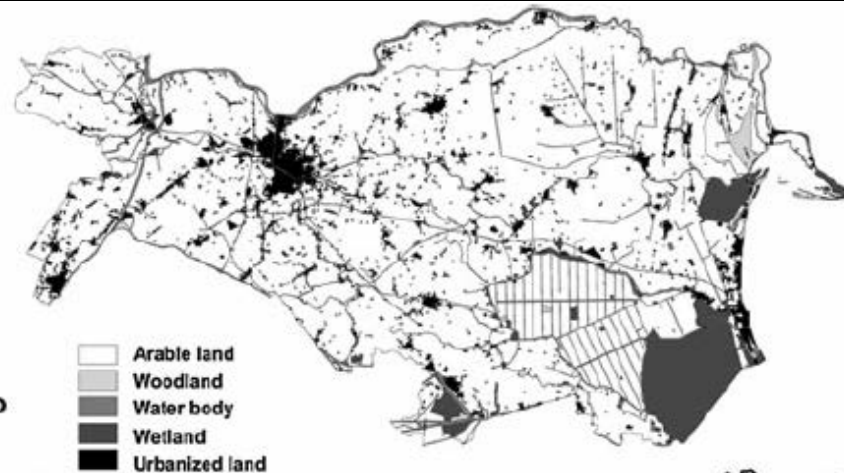 Arable land
Woodland
Water body
Wetland
Urbanized land